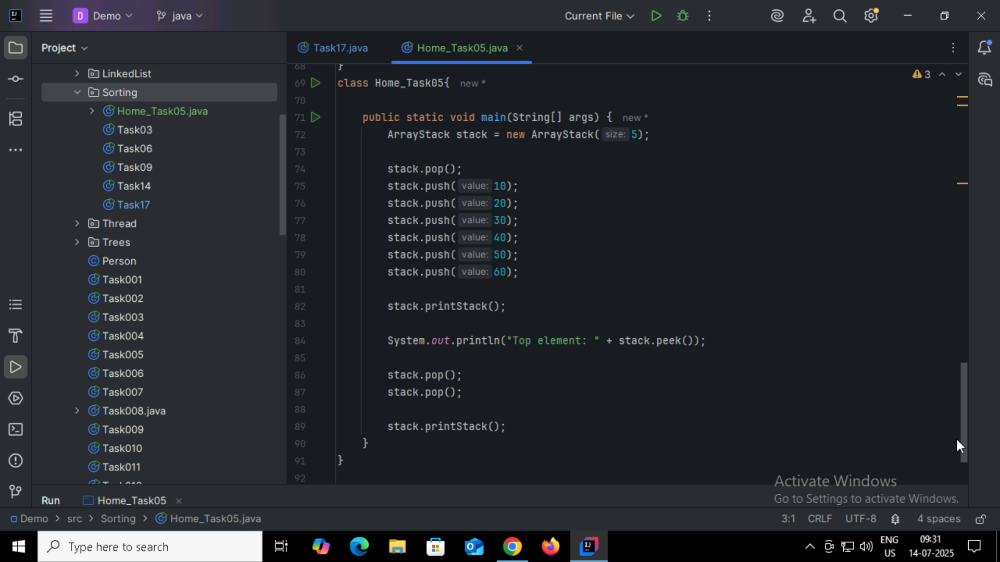 D Demo
java
Current File
Project
Task17.java
Home_Task05.java
LinkedList
Sorting
Home_Task05.java
Task03
Task06
Task09
Task14
Task17
Thread
Trees
Person
Task001
Task002
Task003
Task004
Task005
Task006
Task007
Task008.java
Task009
Task010
Task011
3
68 }
69 class Home_Task05{ new *
70
71 public static void main(String[] args) { new *
72 ArrayStack stack = new ArrayStack( size: 5);
73
74 stack.pop();
75 stack.push( value: 10);
76 stack.push( value: 20);
77 stack.push( value: 30);
78 stack.push( value: 40);
79 stack.push( value: 50);
80 stack.push( value: 60);
81
82 stack.printStack();
83
84 System.out.println("Top element: " + stack.peek());
85
86 stack.pop();
87 stack.pop();
88
89 stack.printStack();
90 }
91 }
92
Activate Windows
Go to Settings to activate Windows.
Run Home_Task05
Demo > src > Sorting > Home_Task05.java
3:1 CRLF UTF-8 4 spaces
Type here to search
ENG
US
09:31
14-07-2025